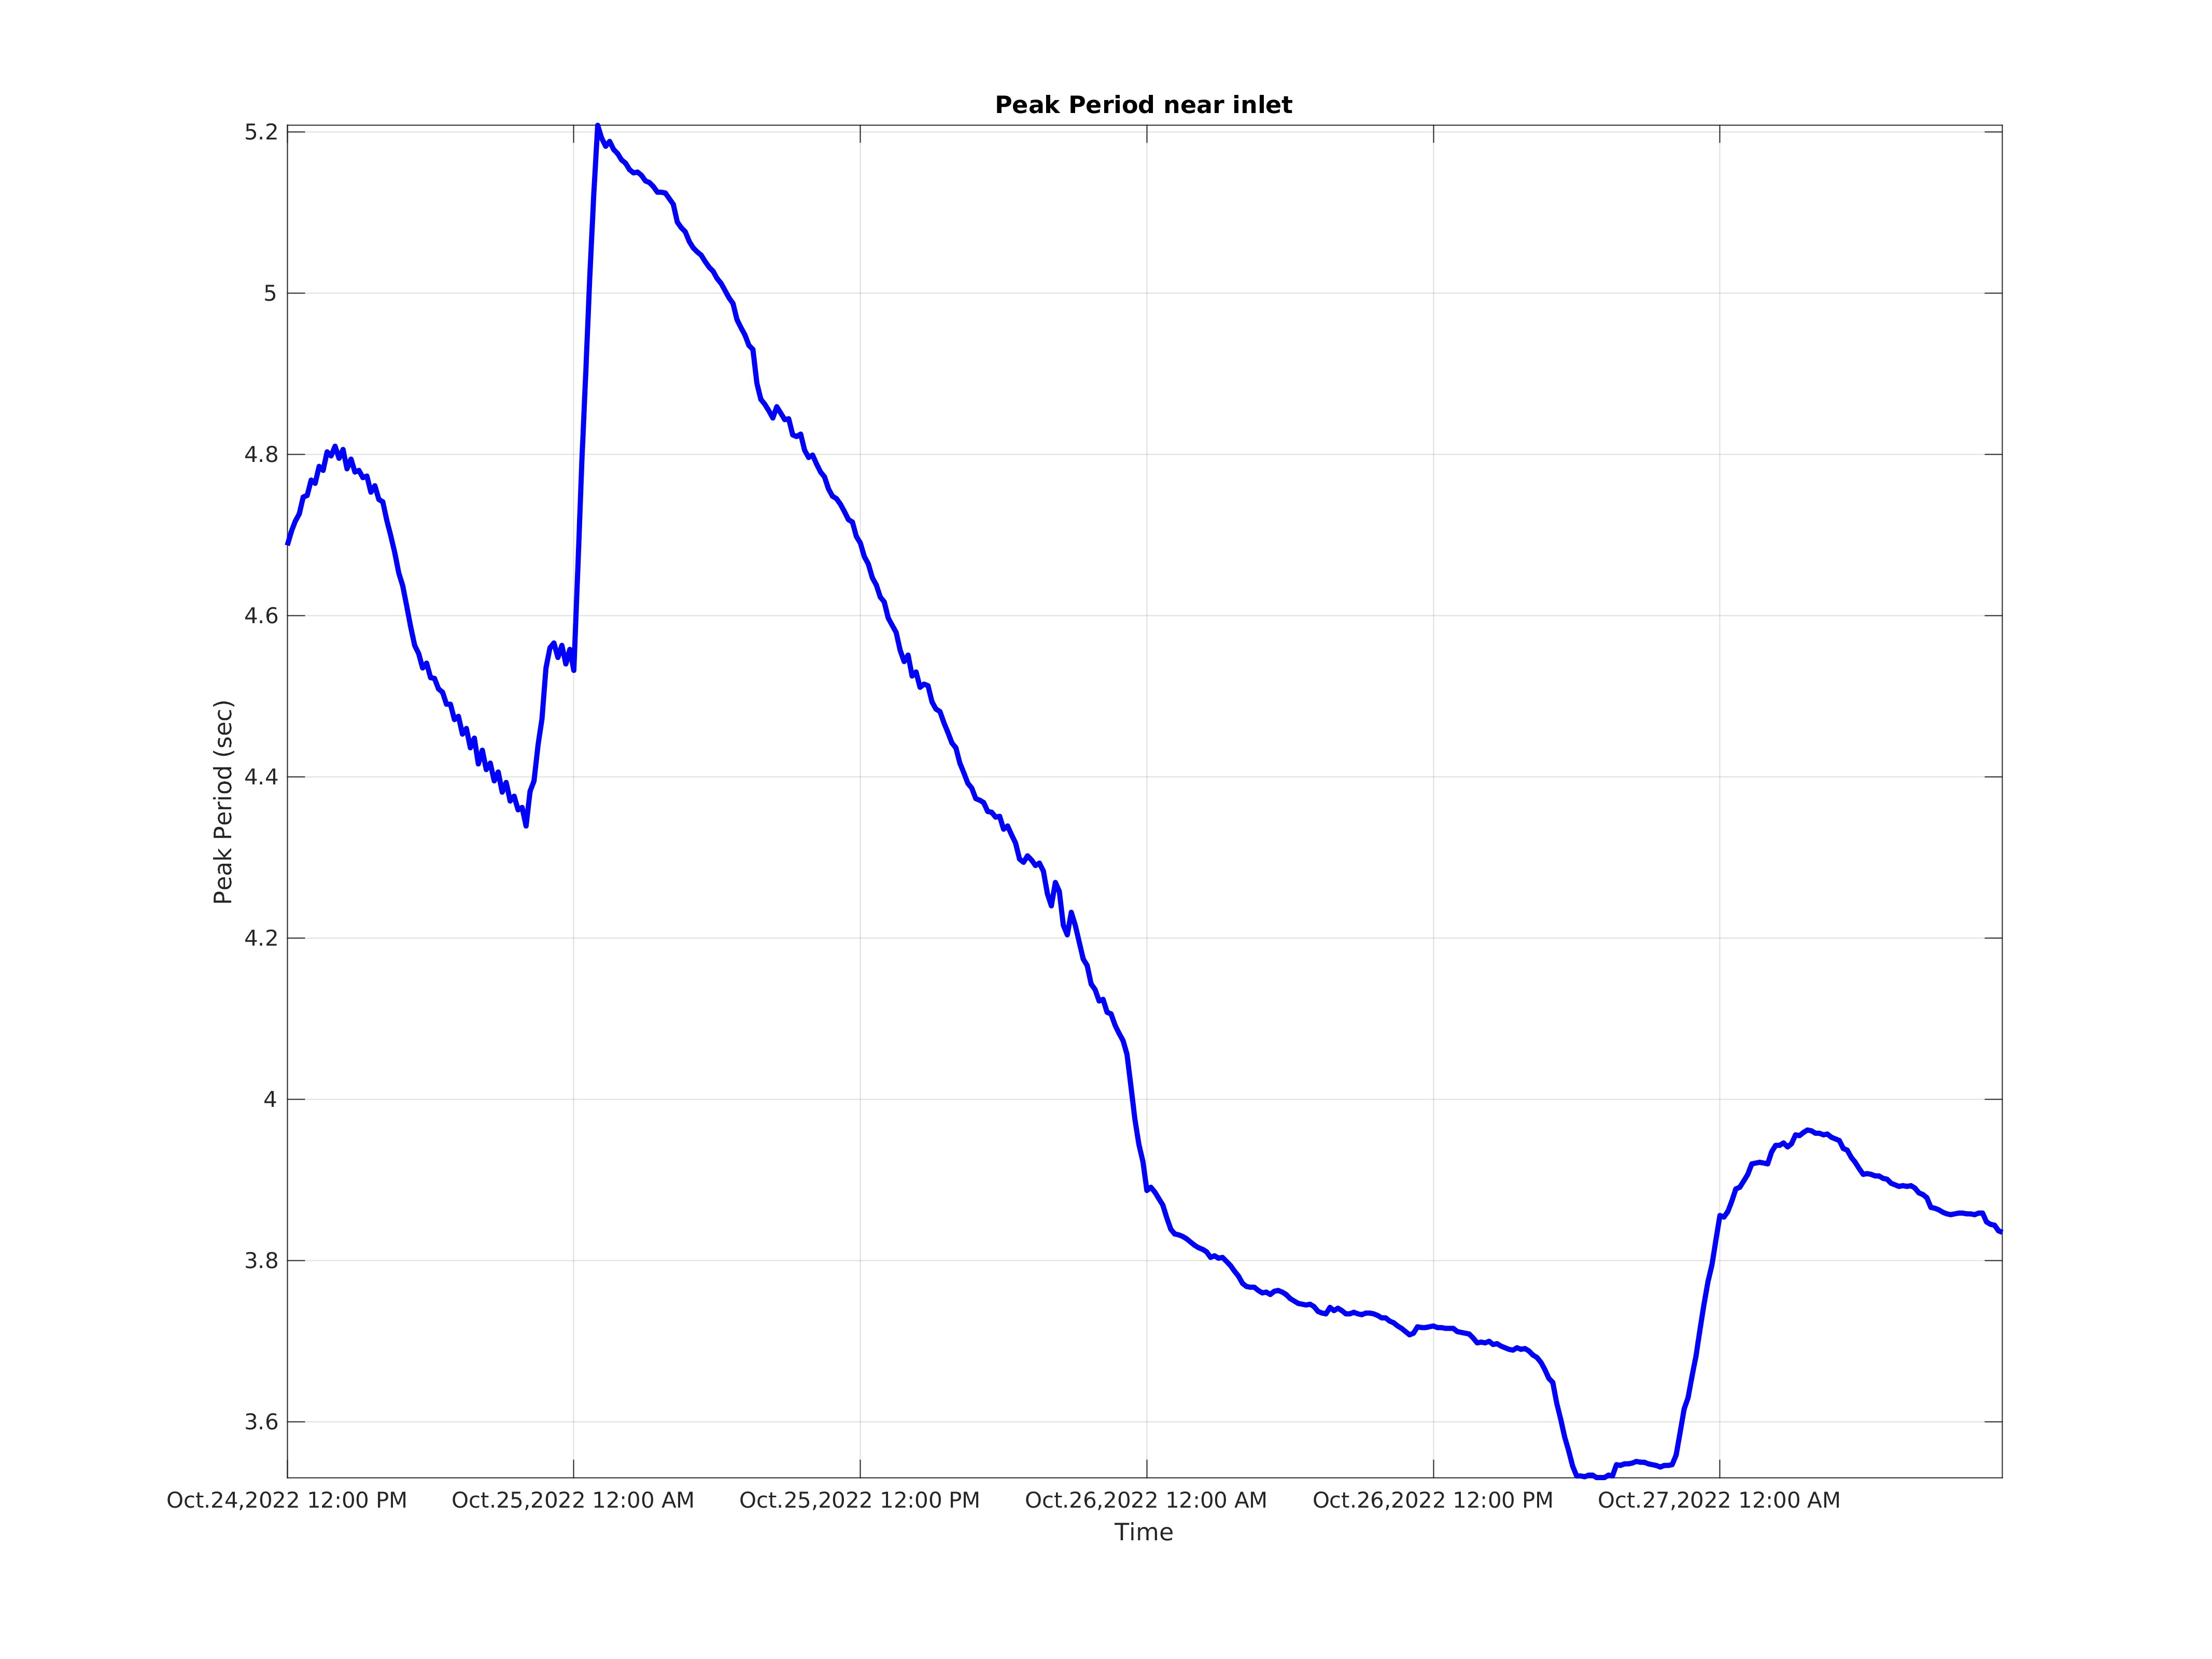 Peak Period near inlet
5.2
5
4.8
4.6
4.4
4.2
4
3.8
3.6
Peak Period (sec)
Oct.24,2022 12:00 PM Oct.25,2022 12:00 AM Oct.25,2022 12:00 PM Oct.26,2022 12:00 AM Oct.26,2022 12:00 PM Oct.27,2022 12:00 AM
Time